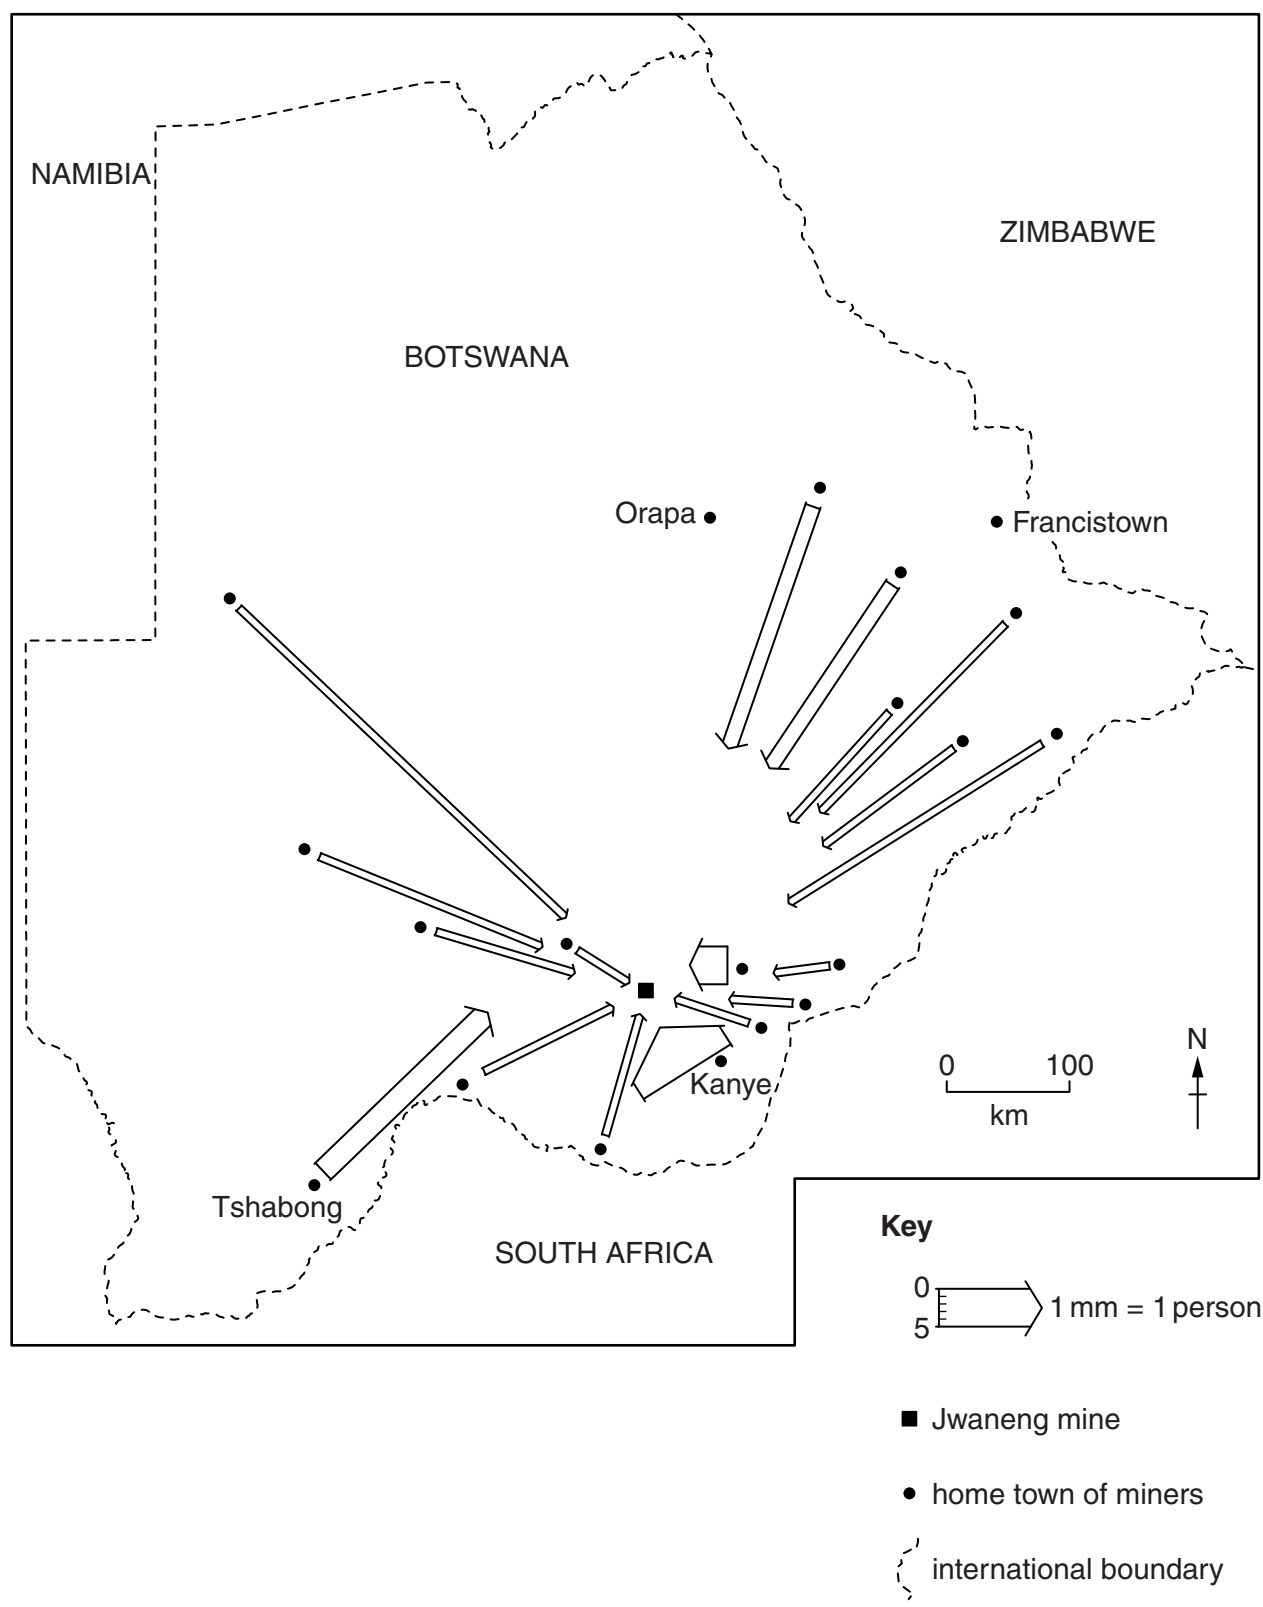 NAMIBIA
ZIMBABWE
BOTSWANA
Orapa
Francistown
Kanye
N
0 100
km
Tshabong
SOUTH AFRICA
Key
0
1 mm = 1 person
5
Jwaneng mine
home town of miners
international boundary